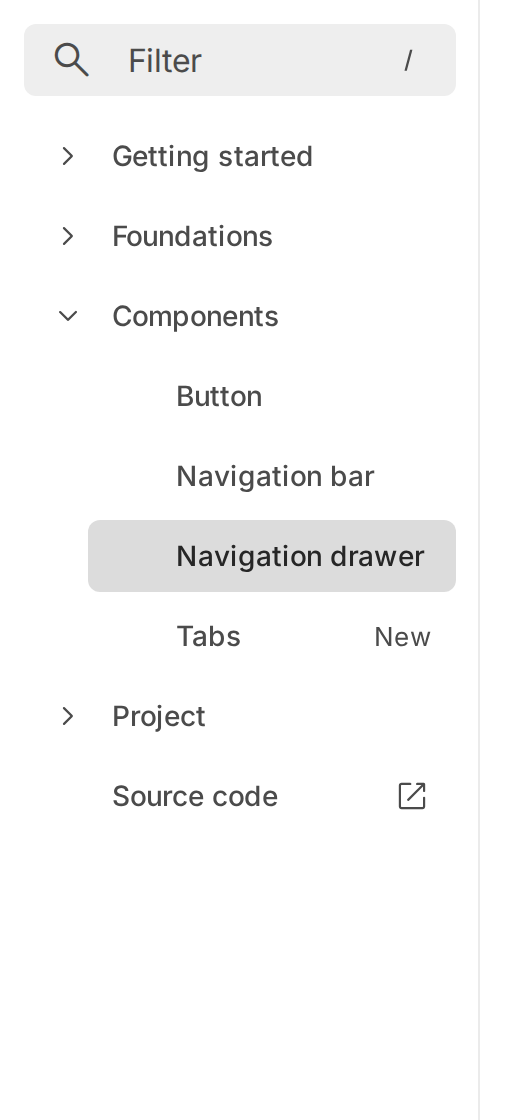 Filter /
Getting started
Foundations
Components
Button
Navigation bar
Navigation drawer
Tabs New
Project
Source code